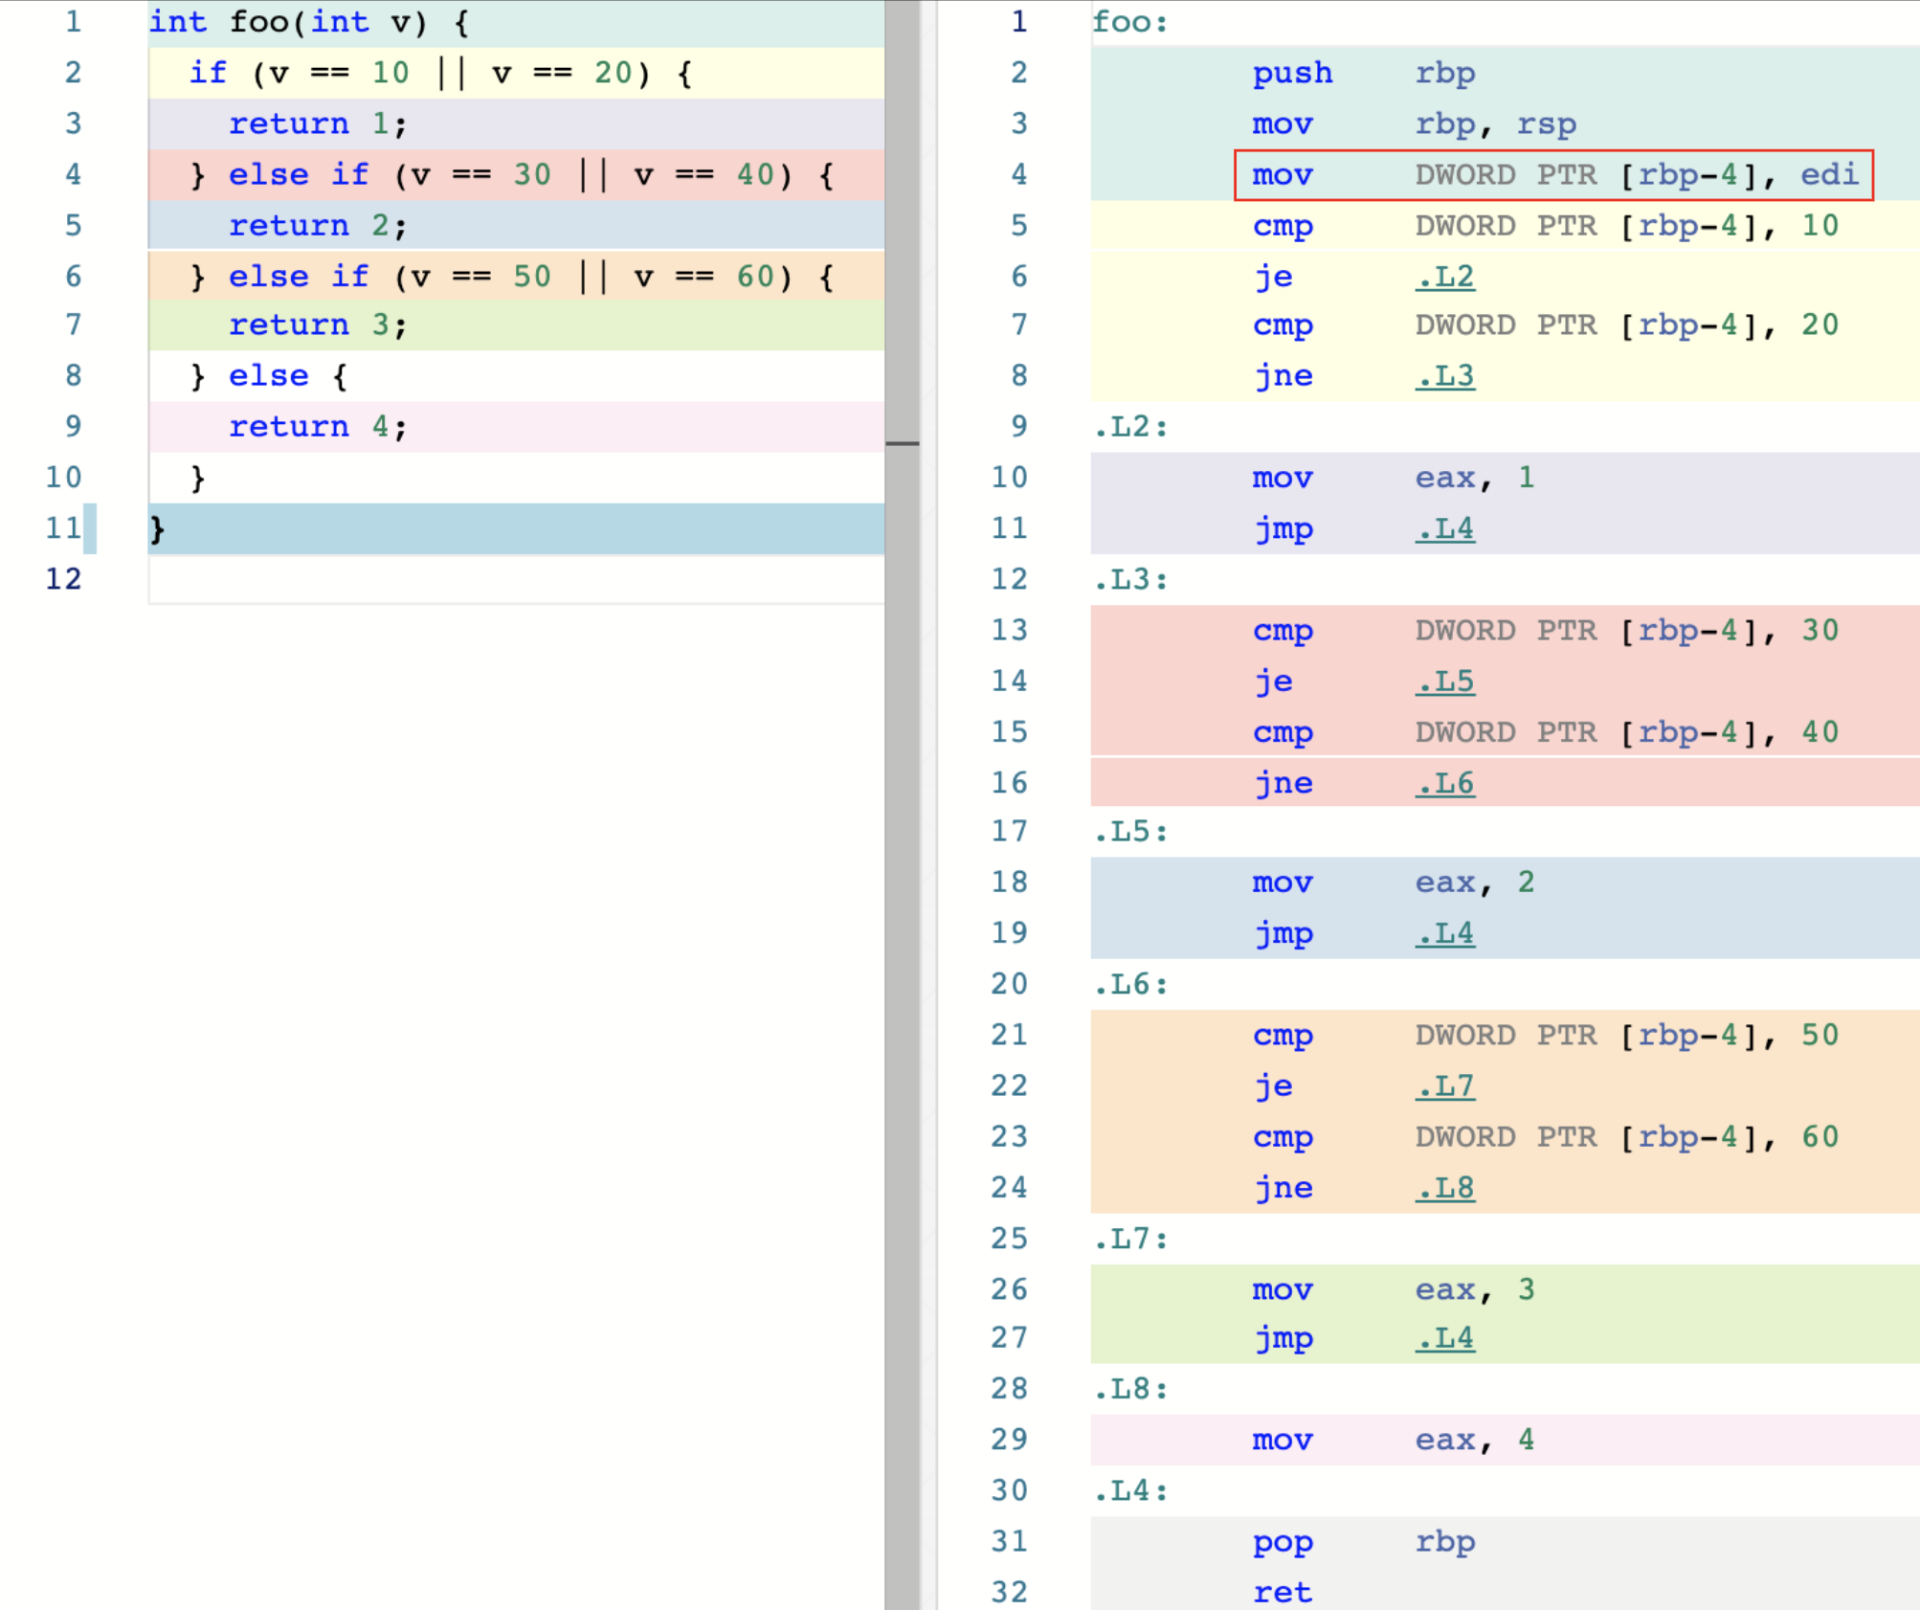 1 int foo(int v) {
2   if (v == 10 || v == 20) {
3     return 1;
4   } else if (v == 30 || v == 40) {
5     return 2;
6   } else if (v == 50 || v == 60) {
7     return 3;
8   } else {
9     return 4;
10   }
11 }
12
1 foo:
2         push    rbp
3         mov     rbp, rsp
4         mov     DWORD PTR [rbp-4], edi
5         cmp     DWORD PTR [rbp-4], 10
6         je      .L2
7         cmp     DWORD PTR [rbp-4], 20
8         jne     .L3
9 .L2:
10         mov     eax, 1
11         jmp     .L4
12 .L3:
13         cmp     DWORD PTR [rbp-4], 30
14         je      .L5
15         cmp     DWORD PTR [rbp-4], 40
16         jne     .L6
17 .L5:
18         mov     eax, 2
19         jmp     .L4
20 .L6:
21         cmp     DWORD PTR [rbp-4], 50
22         je      .L7
23         cmp     DWORD PTR [rbp-4], 60
24         jne     .L8
25 .L7:
26         mov     eax, 3
27         jmp     .L4
28 .L8:
29         mov     eax, 4
30 .L4:
31         pop     rbp
32         ret